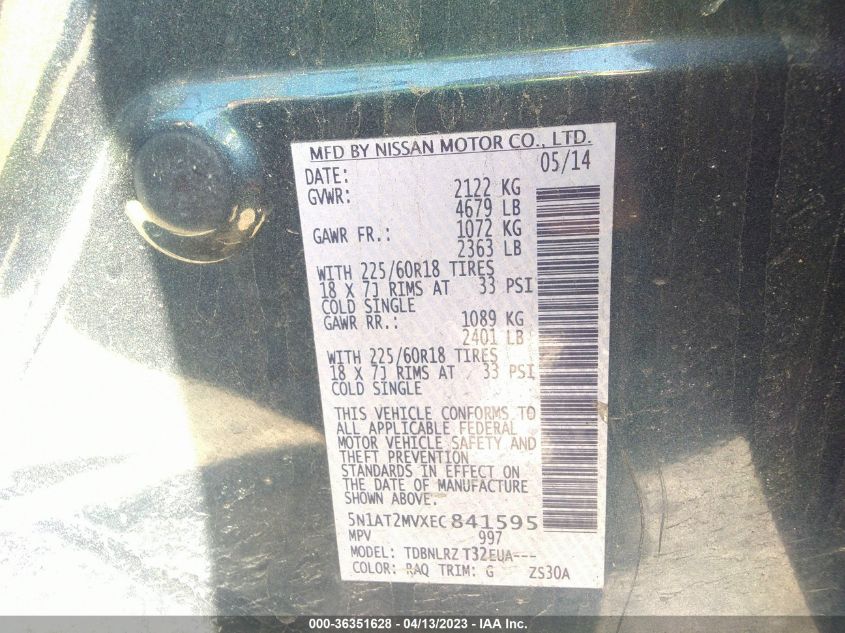 MFD BY NISSAN MOTOR CO., LTD.
DATE: 05/14
GVWR: 2122 KG
4679 LB
GAWR FR.: 1072 KG
2363 LB
WITH 225/60R18 TIRES
18 X 7J RIMS AT 33 PSI
COLD SINGLE
GAWR RR.: 1089 KG
2401 LB
WITH 225/60R18 TIRES
18 X 7J RIMS AT 33 PSI
COLD SINGLE
THIS VEHICLE CONFORMS TO
ALL APPLICABLE FEDERAL
MOTOR VEHICLE SAFETY AND
THEFT PREVENTION
STANDARDS IN EFFECT ON
THE DATE OF MANUFACTURE
SHOWN ABOVE.
5N1AT2MVXEC841595
MPV 997
MODEL: TDBNLRZ T32EUA---
COLOR: RAQ TRIM: G ZS30A
000-36351628 - 04/13/2023 - IAA Inc.